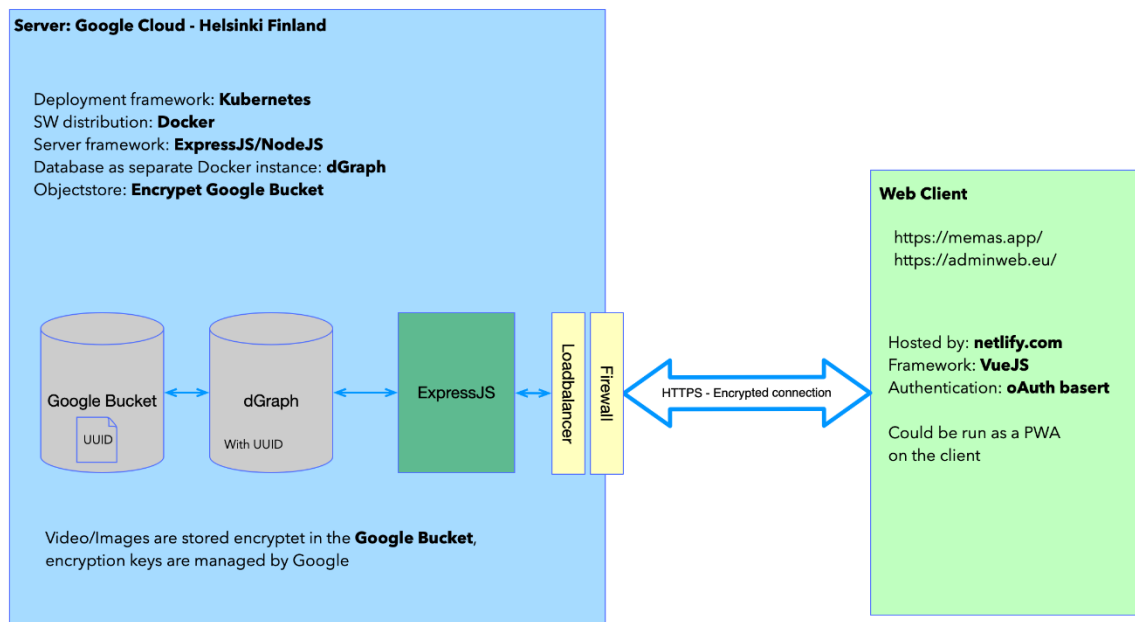 Server: Google Cloud - Helsinki Finland
Deployment framework: Kubernetes
SW distribution: Docker
Server framework: ExpressJS/NodeJS
Database as separate Docker instance: dGraph
Objectstore: Encrypet Google Bucket
Google Bucket
UUID
dGraph
With UUID
ExpressJS
Loadbalancer
Firewall
HTTPS - Encrypted connection
Video/Images are stored encryptet in the Google Bucket,
encryption keys are managed by Google
Web Client
https://memas.app/
https://adminweb.eu/
Hosted by: netlify.com
Framework: VueJS
Authentication: oAuth basert
Could be run as a PWA
on the client